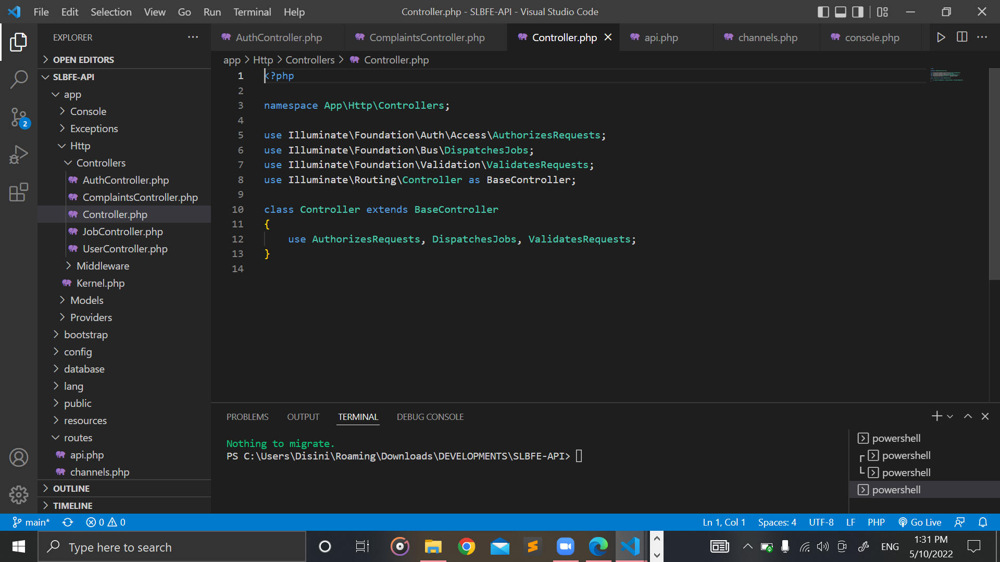 File Edit Selection View Go Run Terminal Help
Controller.php - SLBFE-API - Visual Studio Code
EXPLORER
OPEN EDITORS
SLBFE-API
app
Console
Exceptions
Http
Controllers
AuthController.php
ComplaintsController.php
Controller.php
JobController.php
UserController.php
Middleware
Kernel.php
Models
Providers
bootstrap
config
database
lang
public
resources
routes
api.php
channels.php
OUTLINE
TIMELINE
2
AuthController.php ComplaintsController.php Controller.php api.php channels.php console.php
app > Http > Controllers > Controller.php
1 <?php
2
3 namespace App\Http\Controllers;
4
5 use Illuminate\Foundation\Auth\Access\AuthorizesRequests;
6 use Illuminate\Foundation\Bus\DispatchesJobs;
7 use Illuminate\Foundation\Validation\ValidatesRequests;
8 use Illuminate\Routing\Controller as BaseController;
9
10 class Controller extends BaseController
11 {
12     use AuthorizesRequests, DispatchesJobs, ValidatesRequests;
13 }
14
PROBLEMS OUTPUT TERMINAL DEBUG CONSOLE
Nothing to migrate.
PS C:\Users\Disini\Roaming\Downloads\DEVELOPMENTS\SLBFE-API>
powershell
powershell
powershell
powershell
main* 0 0
Ln 1, Col 1 Spaces: 4 UTF-8 LF PHP Go Live
Type here to search
ENG
1:31 PM
5/10/2022